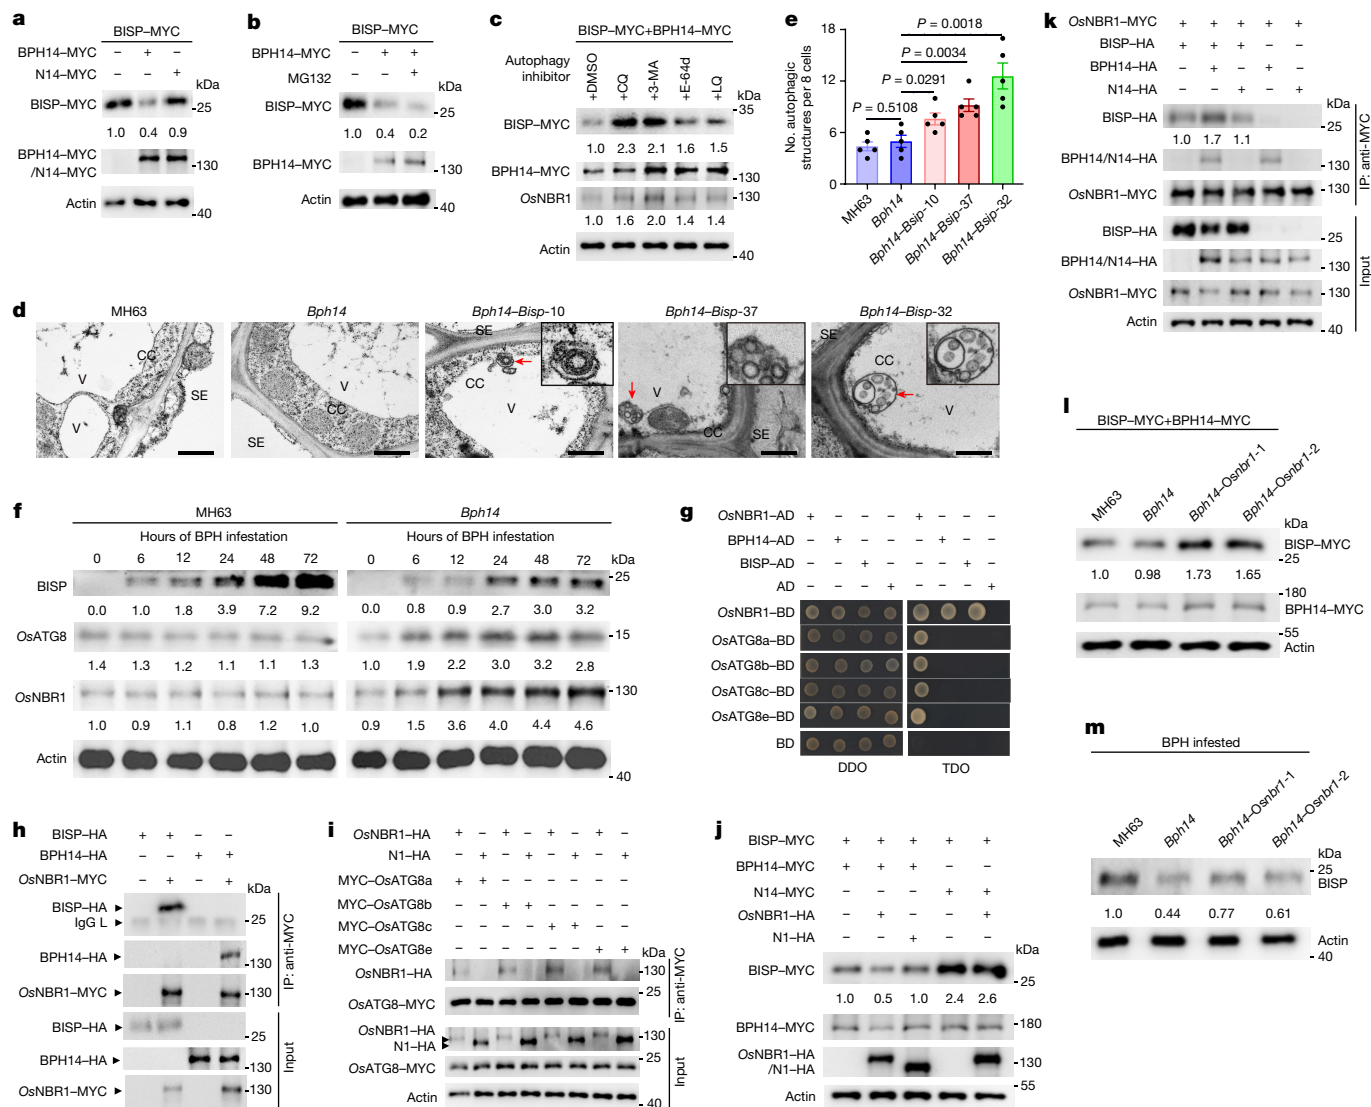 a
BISP–MYC
BPH14–MYC – + –
N14–MYC – – +
kDa
BISP–MYC
25
1.0 0.4 0.9
BPH14–MYC
/N14–MYC
130
Actin
40
b
BISP–MYC
BPH14–MYC – + +
MG132 – – +
kDa
BISP–MYC
25
1.0 0.4 0.2
BPH14–MYC
130
Actin
40
c
BISP–MYC+BPH14–MYC
Autophagy
inhibitor
+DMSO +CQ +3-MA +E-64d +LQ
kDa
35
BISP–MYC
1.0 2.3 2.1 1.6 1.5
BPH14–MYC
130
OsNBR1
130
1.0 1.6 2.0 1.4 1.4
Actin
40
e
No. autophagic
structures per 8 cells
18
12
6
0
P = 0.0018
P = 0.0034
P = 0.0291
P = 0.5108
MH63 Bph14 Bph14–Bsip-10 Bph14–Bsip-37 Bph14–Bsip-32
k
OsNBR1–MYC + + + + +
BISP–HA + + + – –
BPH14–HA – + – + –
N14–HA – – + – +
kDa
BISP–HA
25
1.0 1.7 1.1
BPH14/N14–HA
130
OsNBR1–MYC
130
IP: anti-MYC
BISP–HA
25
BPH14/N14–HA
130
OsNBR1–MYC
130
Actin
40
Input
d
MH63 Bph14 Bph14–Bisp-10 Bph14–Bisp-37 Bph14–Bisp-32
CC V V SE
V CC SE
SE CC V
V CC SE
SE CC V
f
MH63 Bph14
Hours of BPH infestation Hours of BPH infestation
0 6 12 24 48 72 0 6 12 24 48 72 kDa
BISP
25
0.0 1.0 1.8 3.9 7.2 9.2 0.0 0.8 0.9 2.7 3.0 3.2
OsATG8
15
1.4 1.3 1.2 1.1 1.1 1.3 1.0 1.9 2.2 3.0 3.2 2.8
OsNBR1
130
1.0 0.9 1.1 0.8 1.2 1.0 0.9 1.5 3.6 4.0 4.4 4.6
Actin
40
g
OsNBR1–AD + – – – + – – –
BPH14–AD – + – – – + – –
BISP–AD – – + – – – + –
AD – – – + – – – +
OsNBR1–BD
OsATG8a–BD
OsATG8b–BD
OsATG8c–BD
OsATG8e–BD
BD
DDO TDO
l
BISP–MYC+BPH14–MYC
MH63 Bph14 Bph14–Osnbr1-1 Bph14–Osnbr1-2
kDa
BISP–MYC
25
1.0 0.98 1.73 1.65
180
BPH14–MYC
55
Actin
m
BPH infested
MH63 Bph14 Bph14–Osnbr1-1 Bph14–Osnbr1-2
kDa
25
BISP
1.0 0.44 0.77 0.61
Actin
40
h
BISP–HA + + – –
BPH14–HA – – + +
OsNBR1–MYC – + – +
kDa
BISP–HA
IgG L
25
BPH14–HA
130
OsNBR1–MYC
130
IP: anti-MYC
BISP–HA
25
BPH14–HA
130
OsNBR1–MYC
130
Input
i
OsNBR1–HA + – + – + – + –
N1–HA – + – + – + – +
MYC–OsATG8a + + – – – – – –
MYC–OsATG8b – – + + – – – –
MYC–OsATG8c – – – – + + – –
MYC–OsATG8e – – – – – – + +
kDa
OsNBR1–HA
130
25
OsATG8–MYC
IP: anti-MYC
OsNBR1–HA
N1–HA
130
25
OsATG8–MYC
Actin
40
Input
j
BISP–MYC + + + + +
BPH14–MYC + + + – –
N14–MYC – – – + +
OsNBR1–HA – + – – +
N1–HA – – + – –
kDa
BISP–MYC
25
1.0 0.5 1.0 2.4 2.6
BPH14–MYC
180
OsNBR1–HA
/N1–HA
130
55
Actin